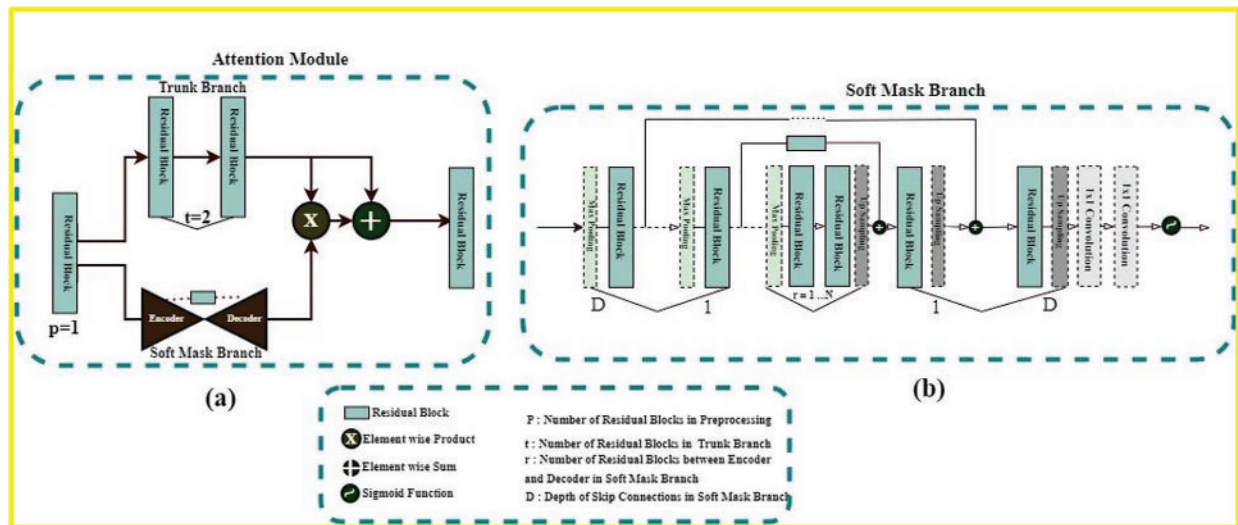 Attention Module
Trunk Branch
Residual Block
Residual Block
t=2
Residual Block
p=1
X
+
Residual Block
Encoder
Decoder
Soft Mask Branch
(a)
Soft Mask Branch
Max Pooling
Residual Block
Max Pooling
Residual Block
Max Pooling
Residual Block
Residual Block
Up Sampling
Residual Block
Up Sampling
Residual Block
Up Sampling
1x1 Convolution
1x1 Convolution
D
1
r = 1 ...N
1
D
(b)
Residual Block
X Element wise Product
+ Element wise Sum
~ Sigmoid Function
P : Number of Residual Blocks in Preprocessing
t : Number of Residual Blocks in Trunk Branch
r : Number of Residual Blocks between Encoder
and Decoder in Soft Mask Branch
D : Depth of Skip Connections in Soft Mask Branch